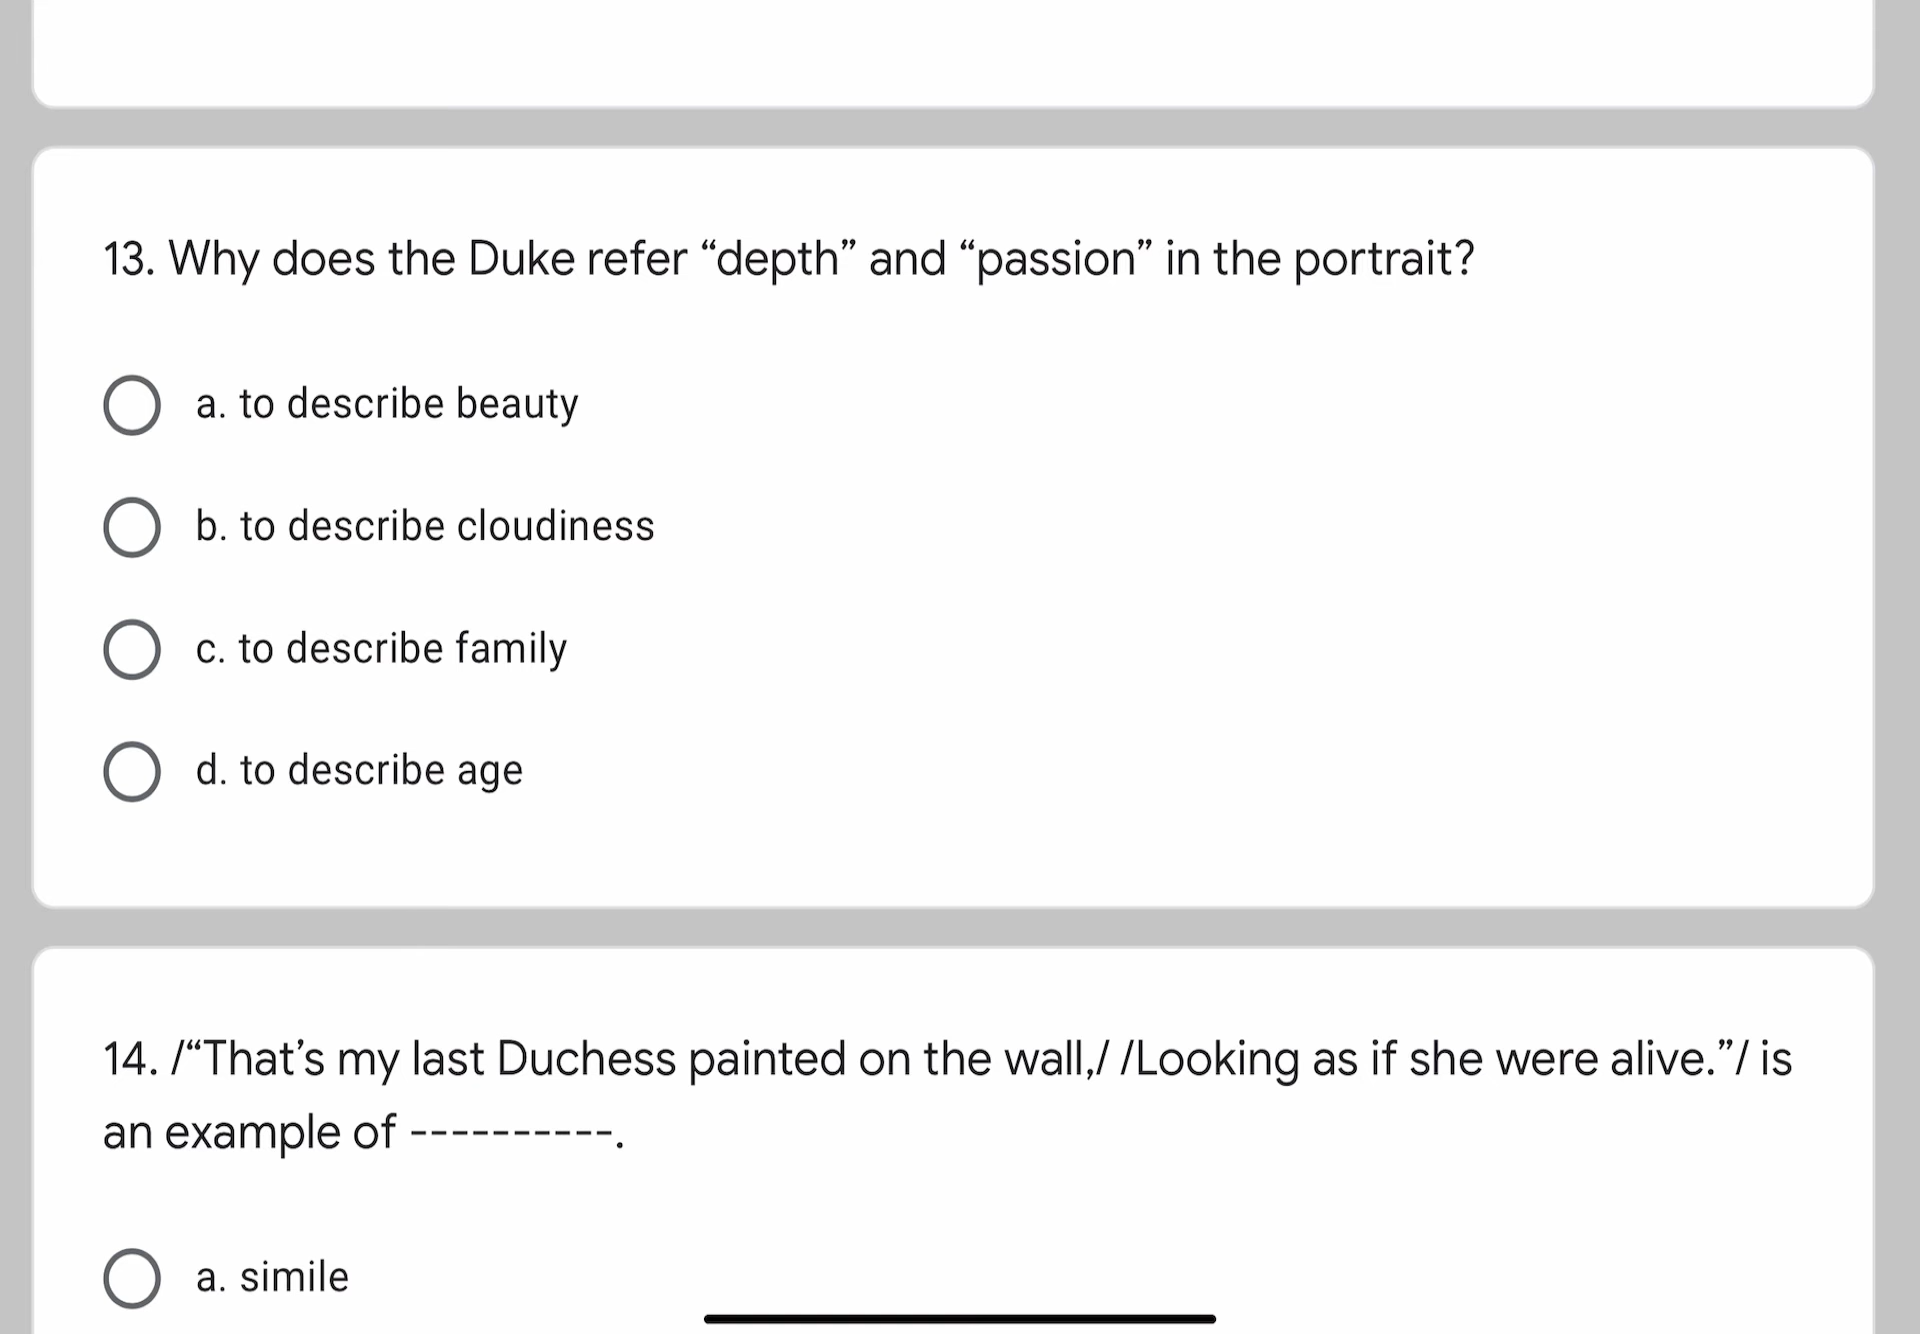 13. Why does the Duke refer “depth” and “passion” in the portrait?
a. to describe beauty
b. to describe cloudiness
c. to describe family
d. to describe age
14. /“That’s my last Duchess painted on the wall,/ /Looking as if she were alive.”/ is
an example of ----------.
a. simile